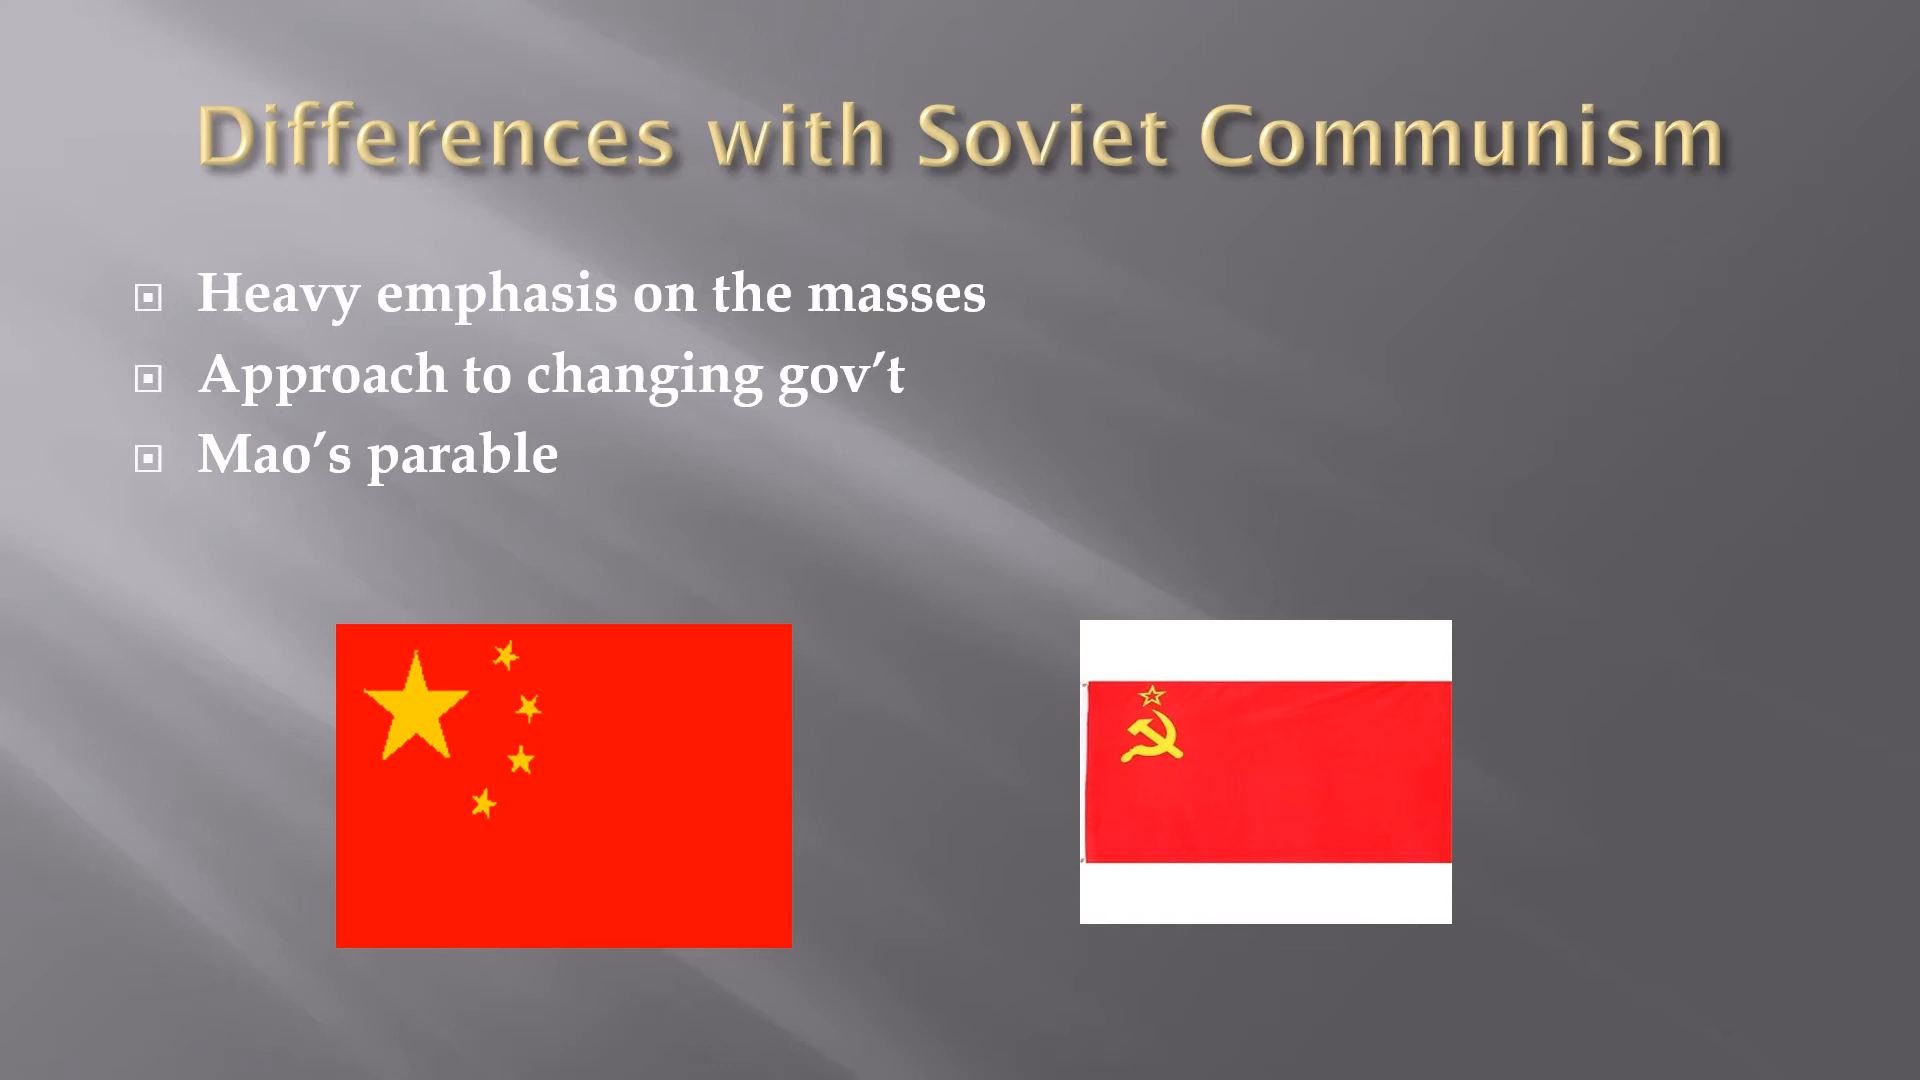 Differences with Soviet Communism
Heavy emphasis on the masses
Approach to changing gov’t
Mao’s parable